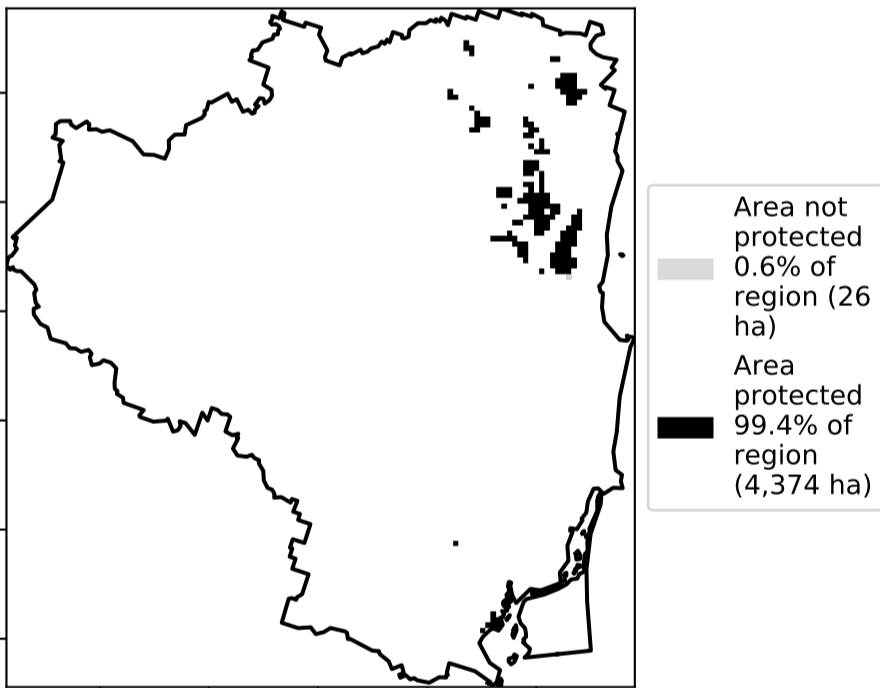 Area not
protected
0.6% of
region (26
ha)
Area
protected
99.4% of
region
(4,374 ha)